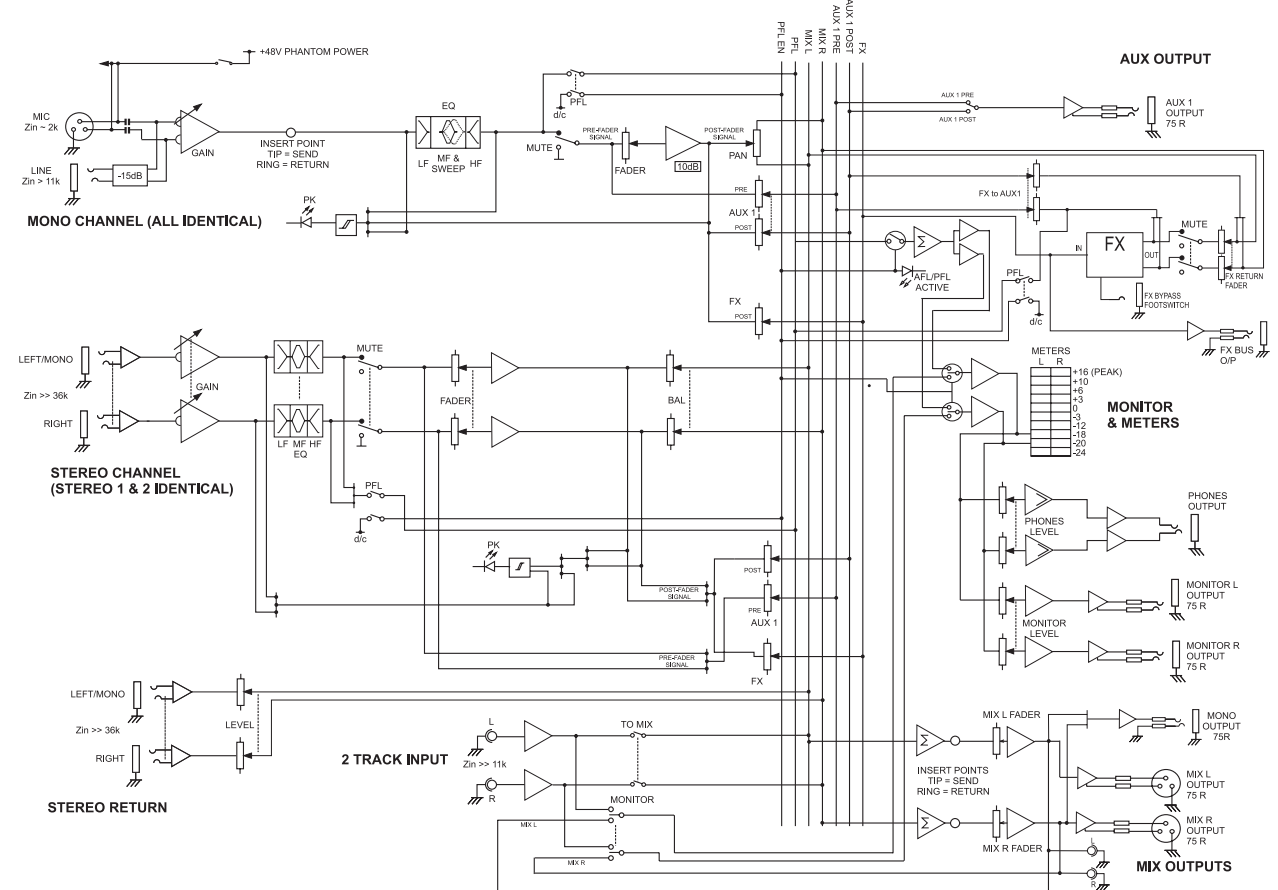 PFL EN
PFL
MIX L
MIX R
AUX 1 PRE
AUX 1 POST
FX
+48V PHANTOM POWER
MIC
Zin ~ 2k
LINE
Zin > 11k
-15dB
GAIN
INSERT POINT
TIP = SEND
RING = RETURN
EQ
LF
MF &
SWEEP
HF
PFL
d/c
MUTE
PRE-FADER
SIGNAL
FADER
10dB
POST-FADER
SIGNAL
PAN
PRE
AUX 1
POST
FX
POST
PK
MONO CHANNEL (ALL IDENTICAL)
AUX OUTPUT
AUX 1 PRE
AUX 1 POST
AUX 1
OUTPUT
75 R
FX to AUX1
MUTE
IN
FX
OUT
FX RETURN
FADER
FX BYPASS
FOOTSWITCH
PFL
d/c
AFL/PFL
ACTIVE
Σ
FX BUS
O/P
LEFT/MONO
Zin >> 36k
RIGHT
GAIN
LF MF HF
EQ
MUTE
FADER
BAL
STEREO CHANNEL
(STEREO 1 & 2 IDENTICAL)
PFL
d/c
PK
POST-FADER
SIGNAL
PRE-FADER
SIGNAL
POST
PRE
AUX 1
FX
METERS
L R
+16 (PEAK)
+10
+6
+3
0
-3
-12
-18
-20
-24
MONITOR
& METERS
PHONES
LEVEL
PHONES
OUTPUT
MONITOR
LEVEL
MONITOR L
OUTPUT
75 R
MONITOR R
OUTPUT
75 R
LEFT/MONO
Zin >> 36k
RIGHT
LEVEL
STEREO RETURN
2 TRACK INPUT
L
Zin >> 11k
R
TO MIX
MONITOR
MIX L
MIX R
Σ
INSERT POINTS
TIP = SEND
RING = RETURN
Σ
MIX L FADER
MIX R FADER
MONO
OUTPUT
75R
MIX L
OUTPUT
75 R
MIX R
OUTPUT
75 R
L
R
MIX OUTPUTS